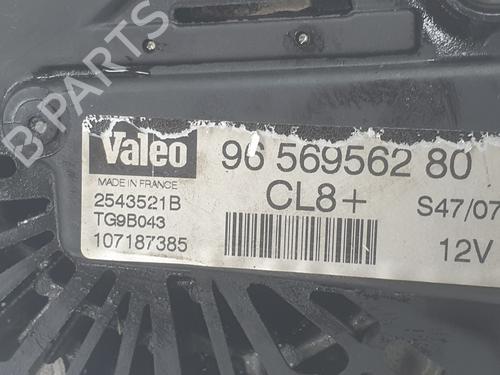 B-PARTS
Valeo
MADE IN FRANCE
2543521B
TG9B043
107187385
96 569562 80
CL8+
S47/07
12V